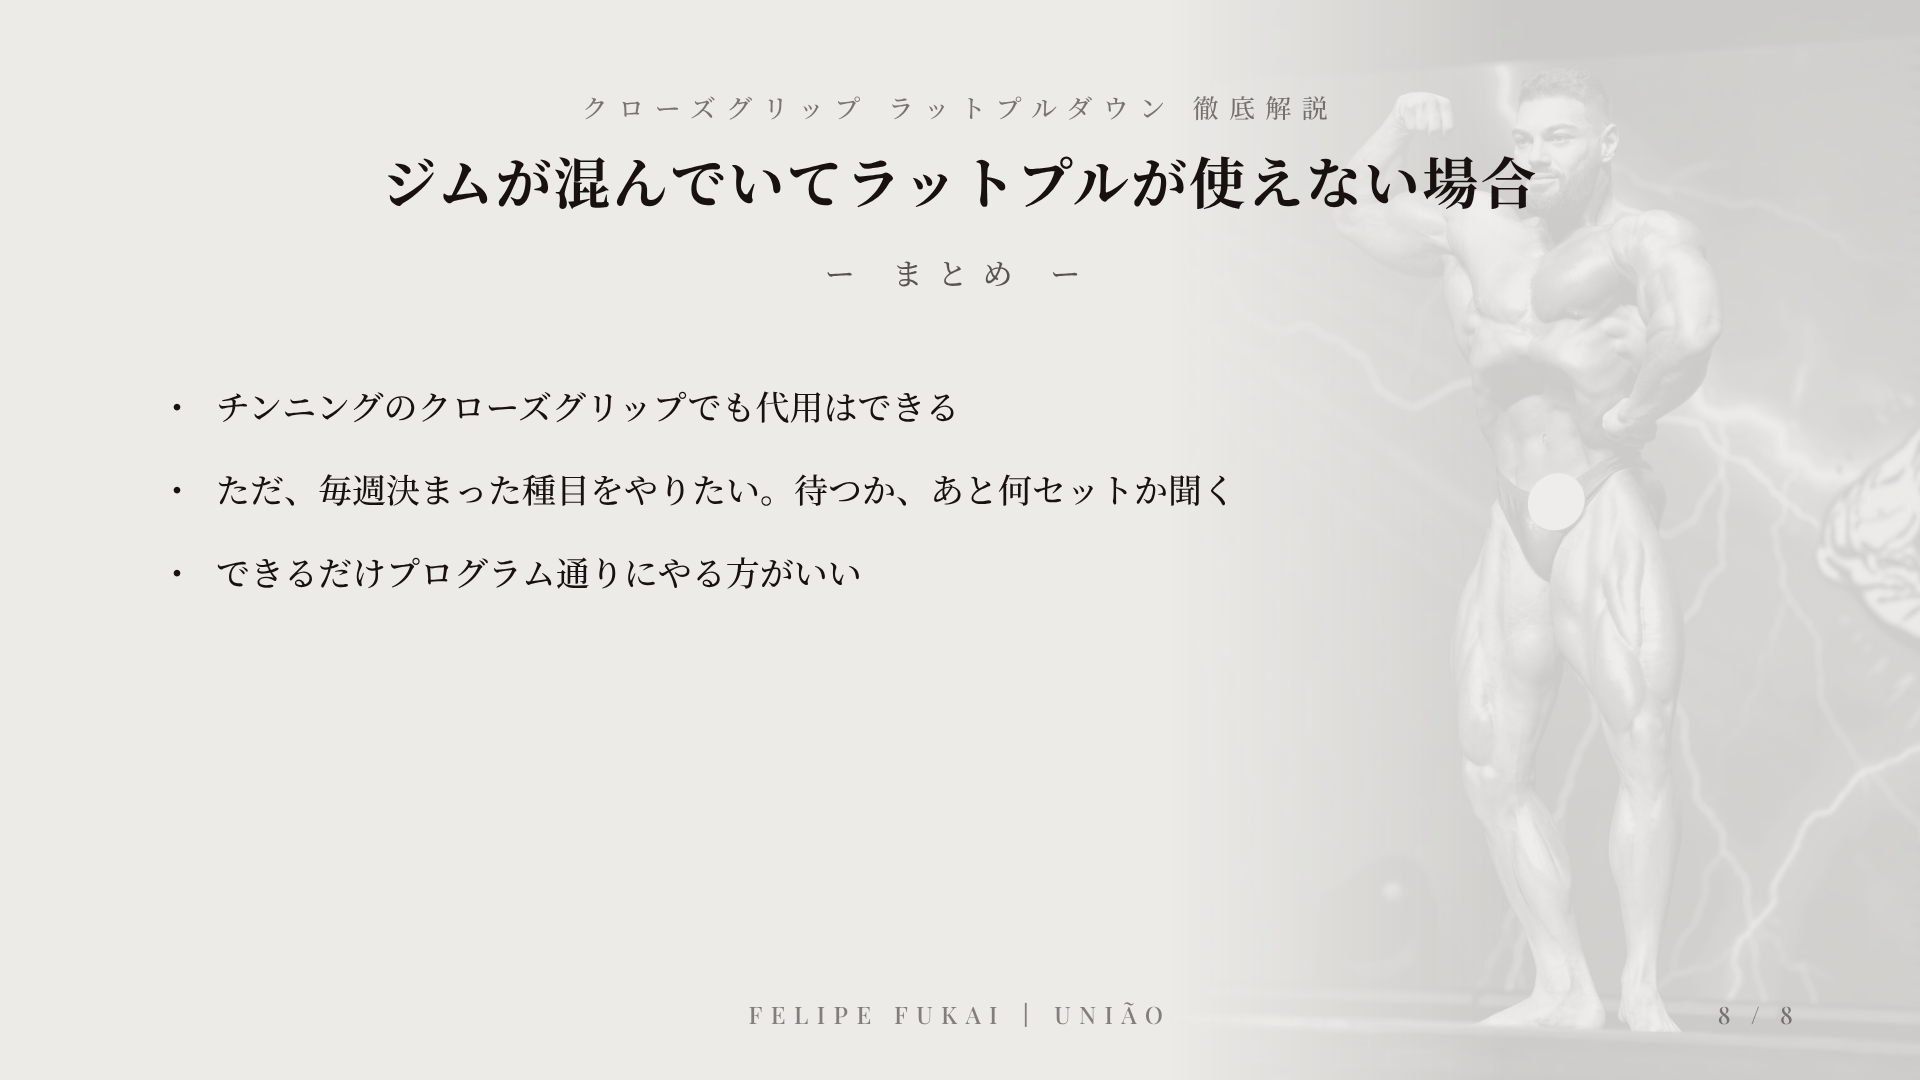 クローズグリップ ラットプルダウン 徹底解説
ジムが混んでいてラットプルが使えない場合
ー まとめ ー
・ チンニングのクローズグリップでも代用はできる
・ ただ、毎週決まった種目をやりたい。待つか、あと何セットか聞く
・ できるだけプログラム通りにやる方がいい
FELIPE FUKAI | UNIÃO
8 / 8